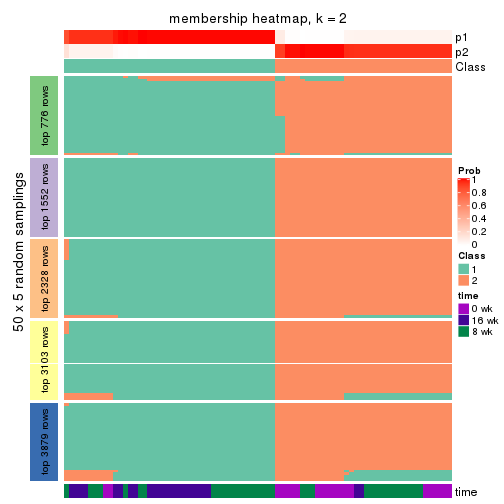 membership heatmap, k = 2
p1
p2
Class
50 x 5 random samplings
top 776 rows
top 1552 rows
top 2328 rows
top 3103 rows
top 3879 rows
time
Prob
1
0.8
0.6
0.4
0.2
0
Class
1
2
time
0 wk
16 wk
8 wk